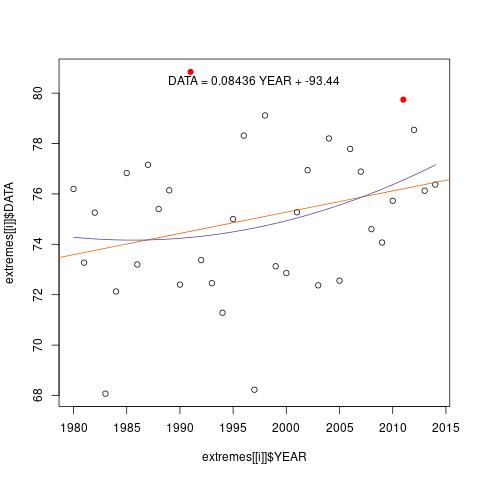 DATA = 0.08436 YEAR + -93.44
extremes[[i]]$DATA
80
78
76
74
72
70
68
1980 1985 1990 1995 2000 2005 2010 2015
extremes[[i]]$YEAR